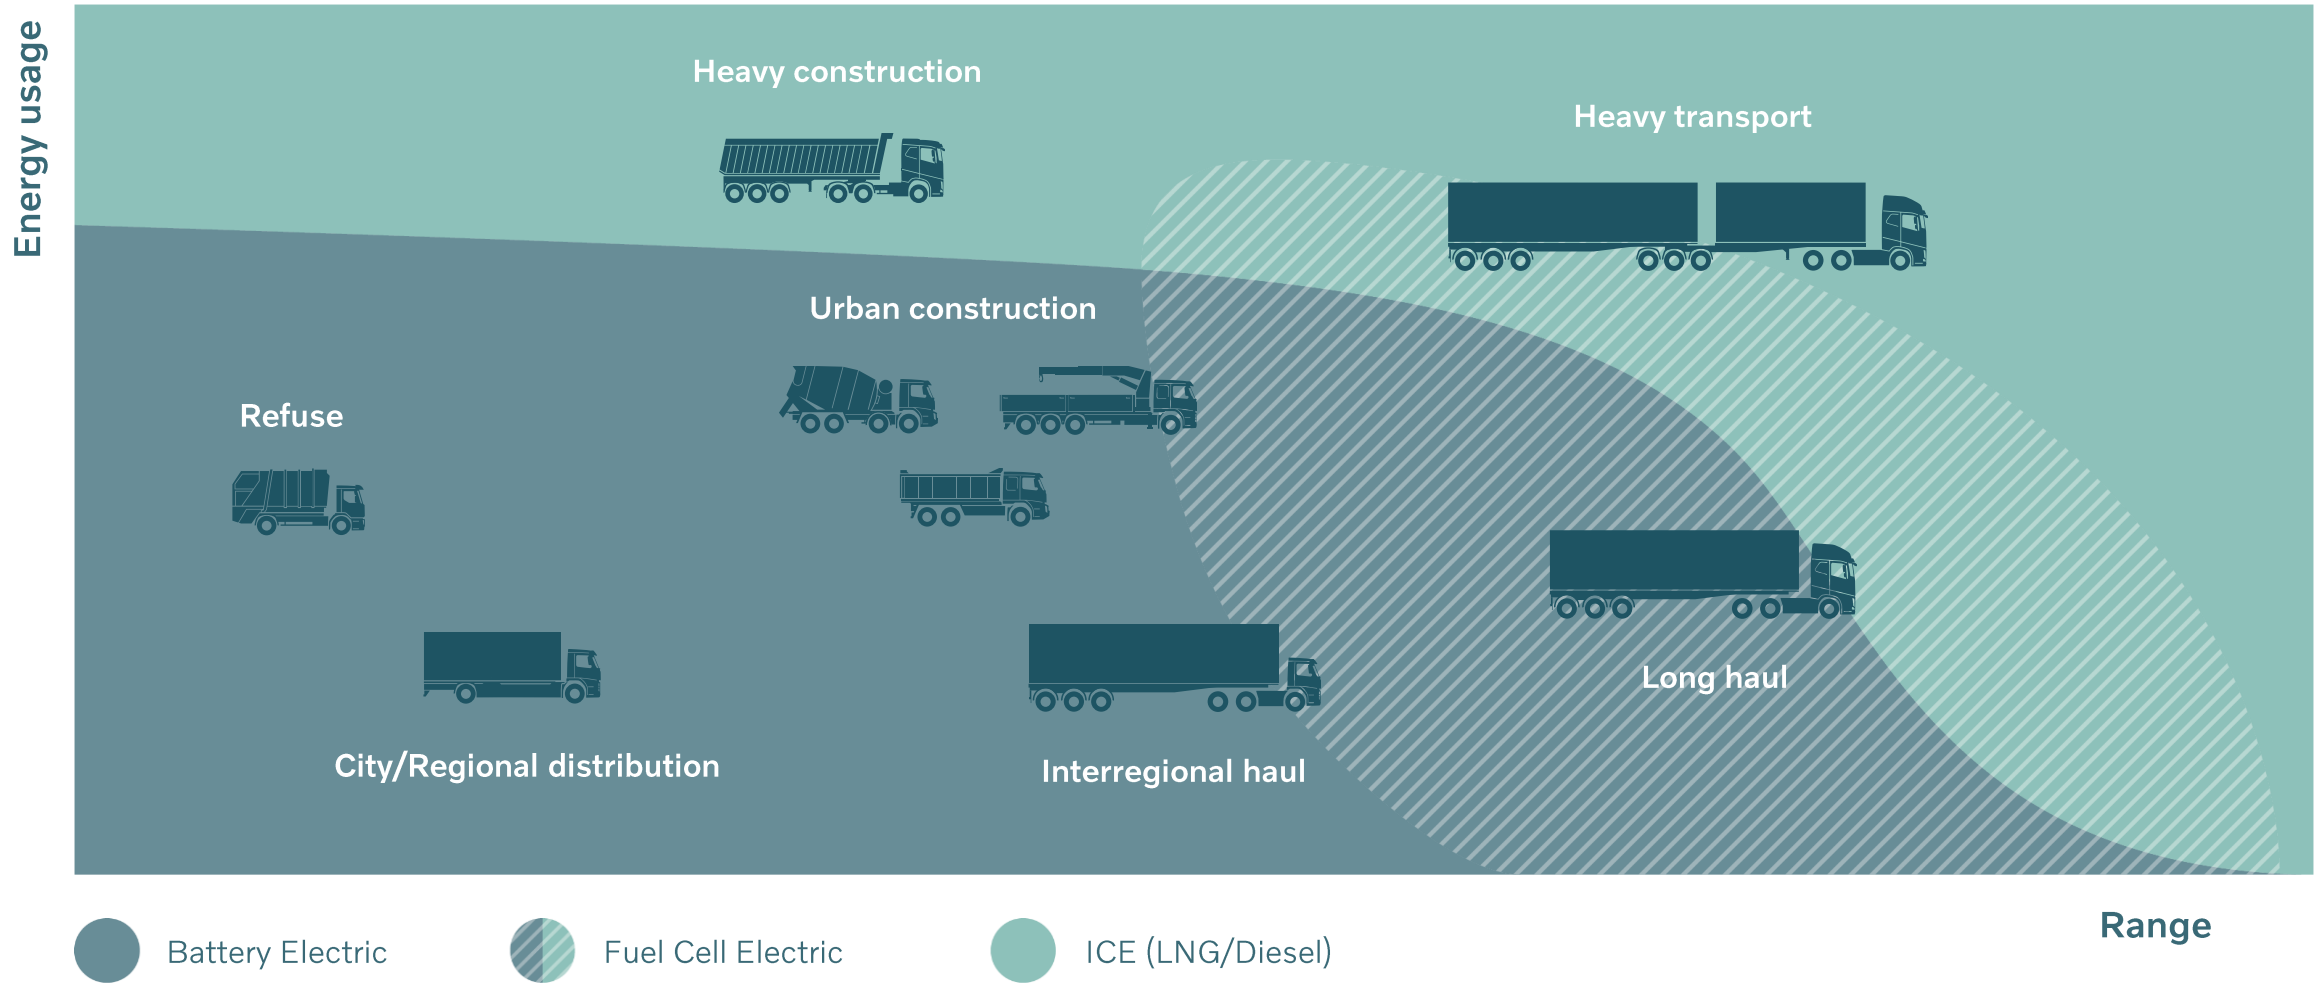 Energy usage
Heavy construction
Heavy transport
Urban construction
Refuse
Long haul
City/Regional distribution
Interregional haul
Range
Battery Electric
Fuel Cell Electric
ICE (LNG/Diesel)